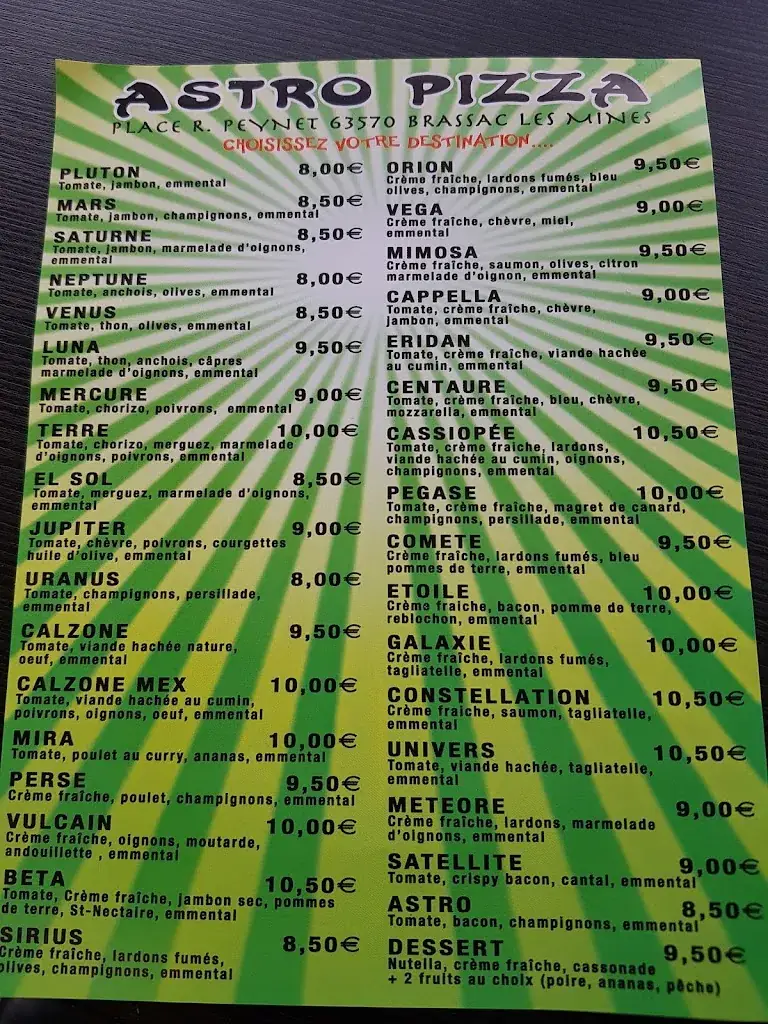 ASTRO PIZZA
PLACE R. PEYNET 63570 BRASSAC LES MINES
CHOISISSEZ VOTRE DESTINATION....
PLUTON 8,00€
Tomate, jambon, emmental
MARS 8,50€
Tomate, jambon, champignons, emmental
SATURNE 8,50€
Tomate, jambon, marmelade d'oignons,
emmental
NEPTUNE 8,00€
Tomate, anchois, olives, emmental
VENUS 8,50€
Tomate, thon, olives, emmental
LUNA 9,50€
Tomate, thon, anchois, câpres
marmelade d'oignons, emmental
MERCURE 9,00€
Tomate, chorizo, poivrons, emmental
TERRE 10,00€
Tomate, chorizo, merguez, marmelade
d'oignons, poivrons, emmental
EL SOL 8,50€
Tomate, merguez, marmelade d'oignons,
emmental
JUPITER 9,00€
Tomate, chèvre, poivrons, courgettes
huile d'olive, emmental
URANUS 8,00€
Tomate, champignons, persillade,
emmental
CALZONE 9,50€
Tomate, viande hachée nature,
oeuf, emmental
CALZONE MEX 10,00€
Tomate, viande hachée au cumin,
poivrons, oignons, oeuf, emmental
MIRA 10,00€
Tomate, poulet au curry, ananas, emmental
PERSE 9,50€
Crème fraîche, poulet, champignons, emmental
VULCAIN 10,00€
Crème fraîche, oignons, moutarde,
andouillette , emmental
BETA 10,50€
Tomate, Crème fraîche, jambon sec, pommes
de terre, St-Nectaire, emmental
SIRIUS 8,50€
Crème fraîche, lardons fumés,
olives, champignons, emmental
ORION 9,50€
Crème fraîche, lardons fumés, bleu
olives, champignons, emmental
VEGA 9,00€
Crème fraîche, chèvre, miel,
emmental
MIMOSA 9,50€
Crème fraîche, saumon, olives, citron
marmelade d'oignon, emmental
CAPPELLA 9,00€
Tomate, crème fraîche, chèvre,
jambon, emmental
ERIDAN 9,50€
Tomate, crème fraîche, viande hachée
au cumin, emmental
CENTAURE 9,50€
Tomate, crème fraîche, bleu, chèvre,
mozzarella, emmental
CASSIOPÉE 10,50€
Tomate, crème fraiche, lardons,
viande hachée au cumin, oignons,
champignons, emmental
PEGASE 10,00€
Tomate, crème fraîche, magret de canard,
champignons, persillade, emmental
COMETE 9,50€
Crème fraîche, lardons fumés, bleu
pommes de terre, emmental
ETOILE 10,00€
Crème fraiche, bacon, pomme de terre,
reblochon, emmental
GALAXIE 10,00€
Crème fraîche, lardons fumés,
tagliatelle, emmental
CONSTELLATION 10,50€
Crème fraiche, saumon, tagliatelle,
emmental
UNIVERS 10,50€
Tomate, viande hachée, tagliatelle,
emmental
METEORE 9,00€
Crème fraîche, lardons, marmelade
d'oignons, emmental
SATELLITE 9,00€
Tomate, crispy bacon, cantal, emmental
ASTRO 8,50€
Tomate, bacon, champignons, emmental
DESSERT 9,50€
Nutella, crème fraîche, cassonade
+ 2 fruits au choix (poire, ananas, pêche)